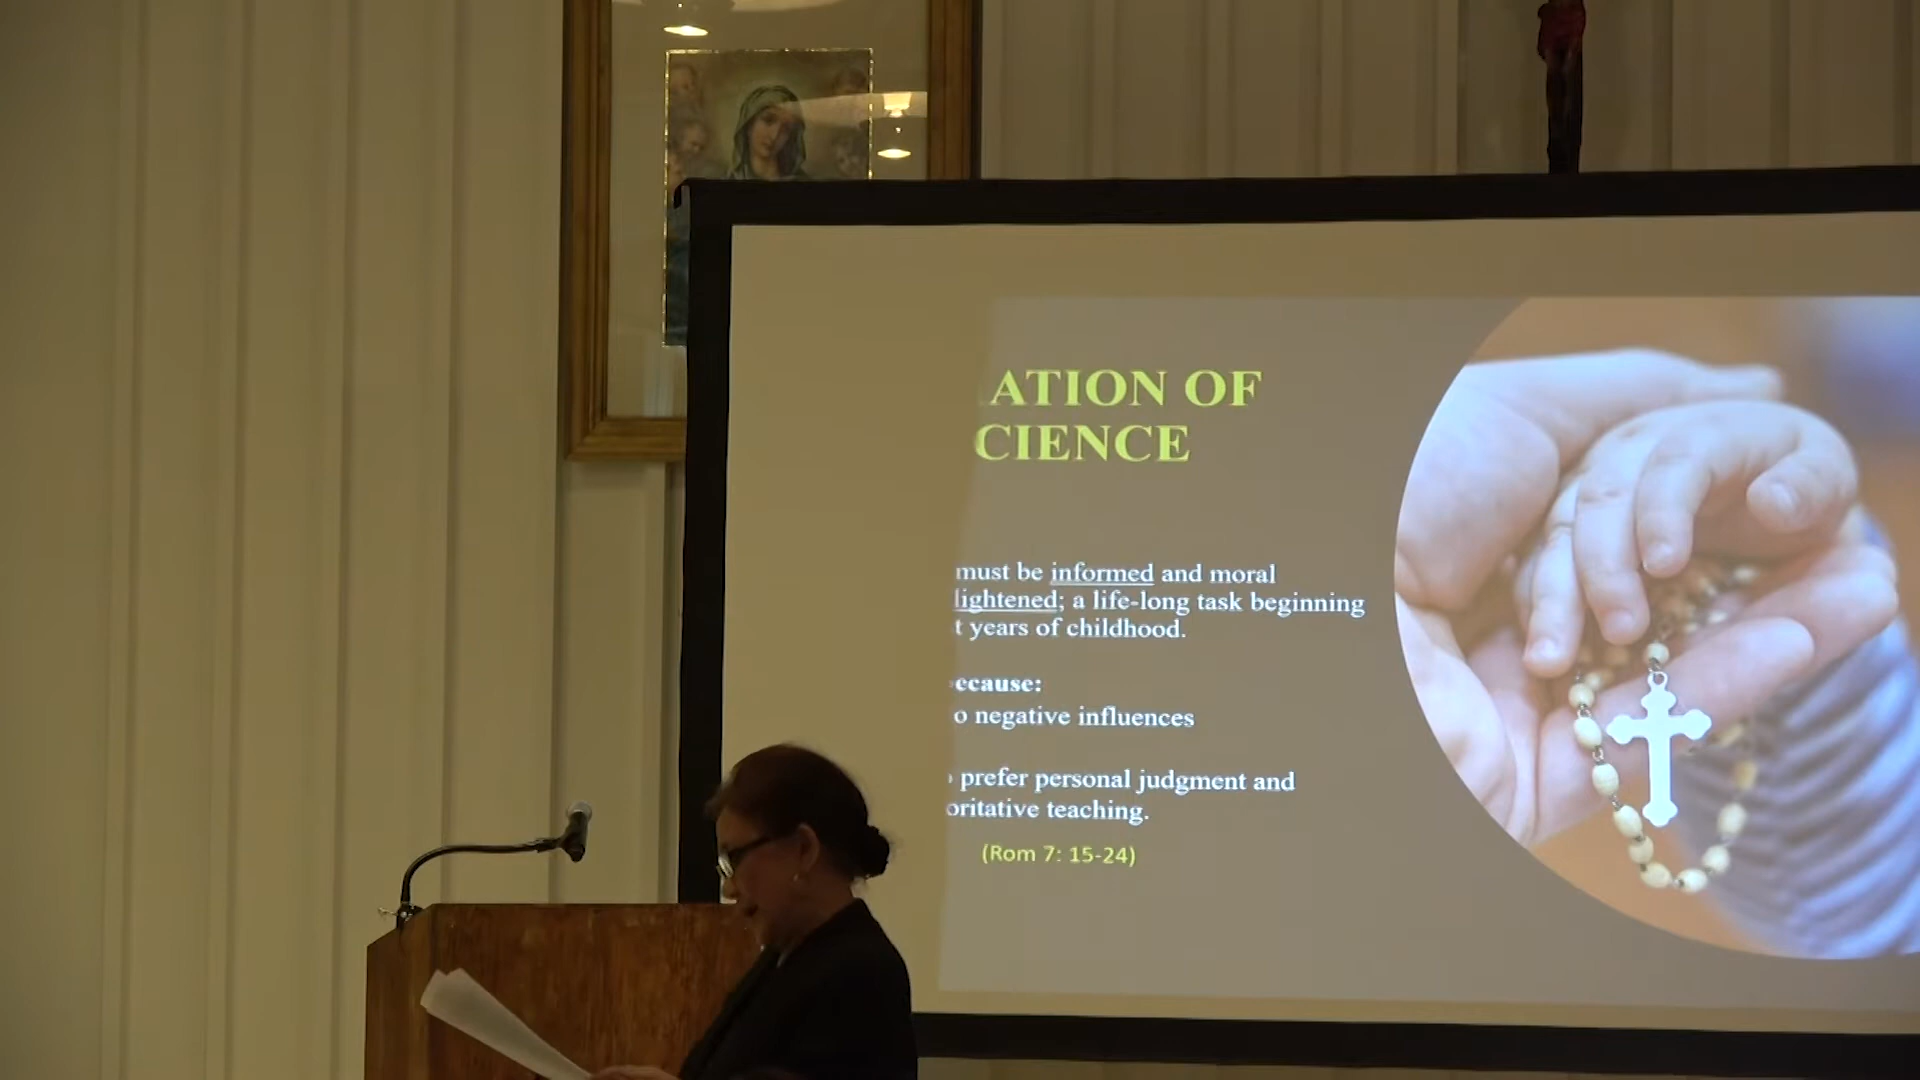 ATION OF
CIENCE
must be informed and moral
lightened; a life-long task beginning
t years of childhood.
ecause:
o negative influences
prefer personal judgment and
oritative teaching.
(Rom 7: 15-24)